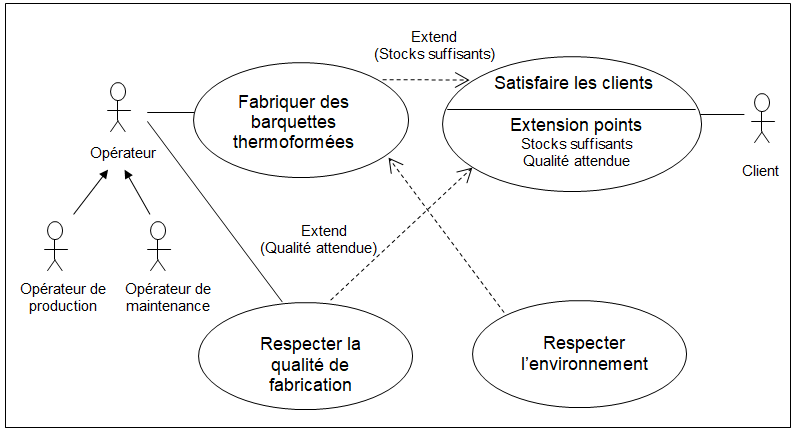 Extend
(Stocks suffisants)
Satisfaire les clients
Fabriquer des
barquettes
thermoformées
Extension points
Stocks suffisants
Qualité attendue
Opérateur
Client
Extend
(Qualité attendue)
Opérateur de
production
Opérateur de
maintenance
Respecter la
qualité de
fabrication
Respecter
l’environnement